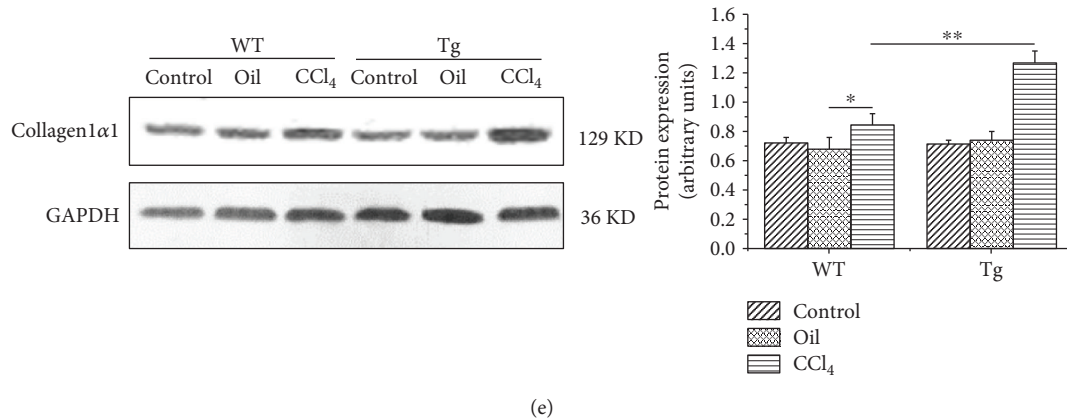 WT Tg
Control Oil CCl₄ Control Oil CCl₄
Collagen1α1 129 KD
GAPDH 36 KD
Protein expression
(arbitrary units)
1.6
1.4
1.2
1.0
0.8
0.6
0.4
0.2
0.0
**
*
WT Tg
Control
Oil
CCl₄
(e)